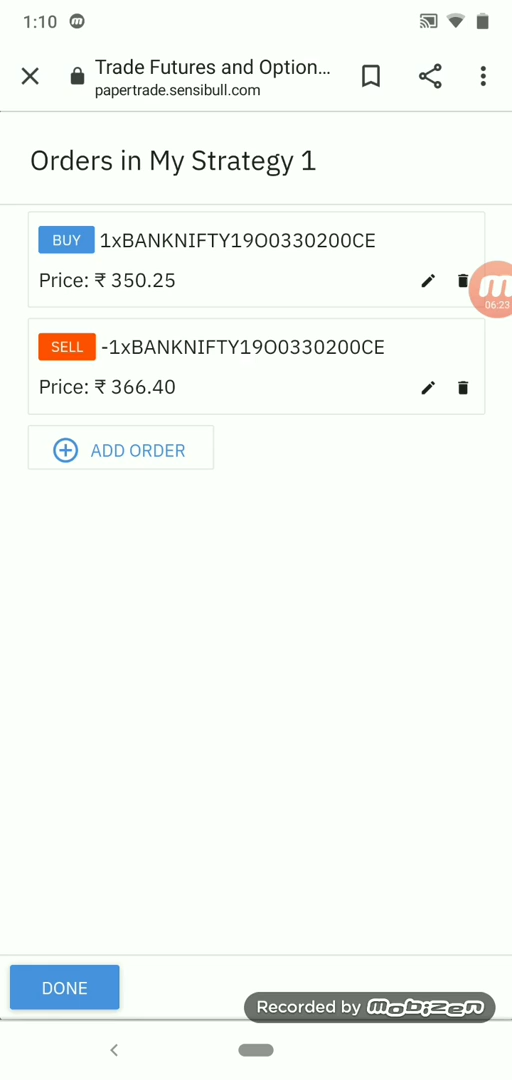 1:10
Trade Futures and Option...
papertrade.sensibull.com
Orders in My Strategy 1
BUY 1xBANKNIFTY19O0330200CE
Price: ₹ 350.25
06:23
SELL -1xBANKNIFTY19O0330200CE
Price: ₹ 366.40
ADD ORDER
DONE
Recorded by mobizen